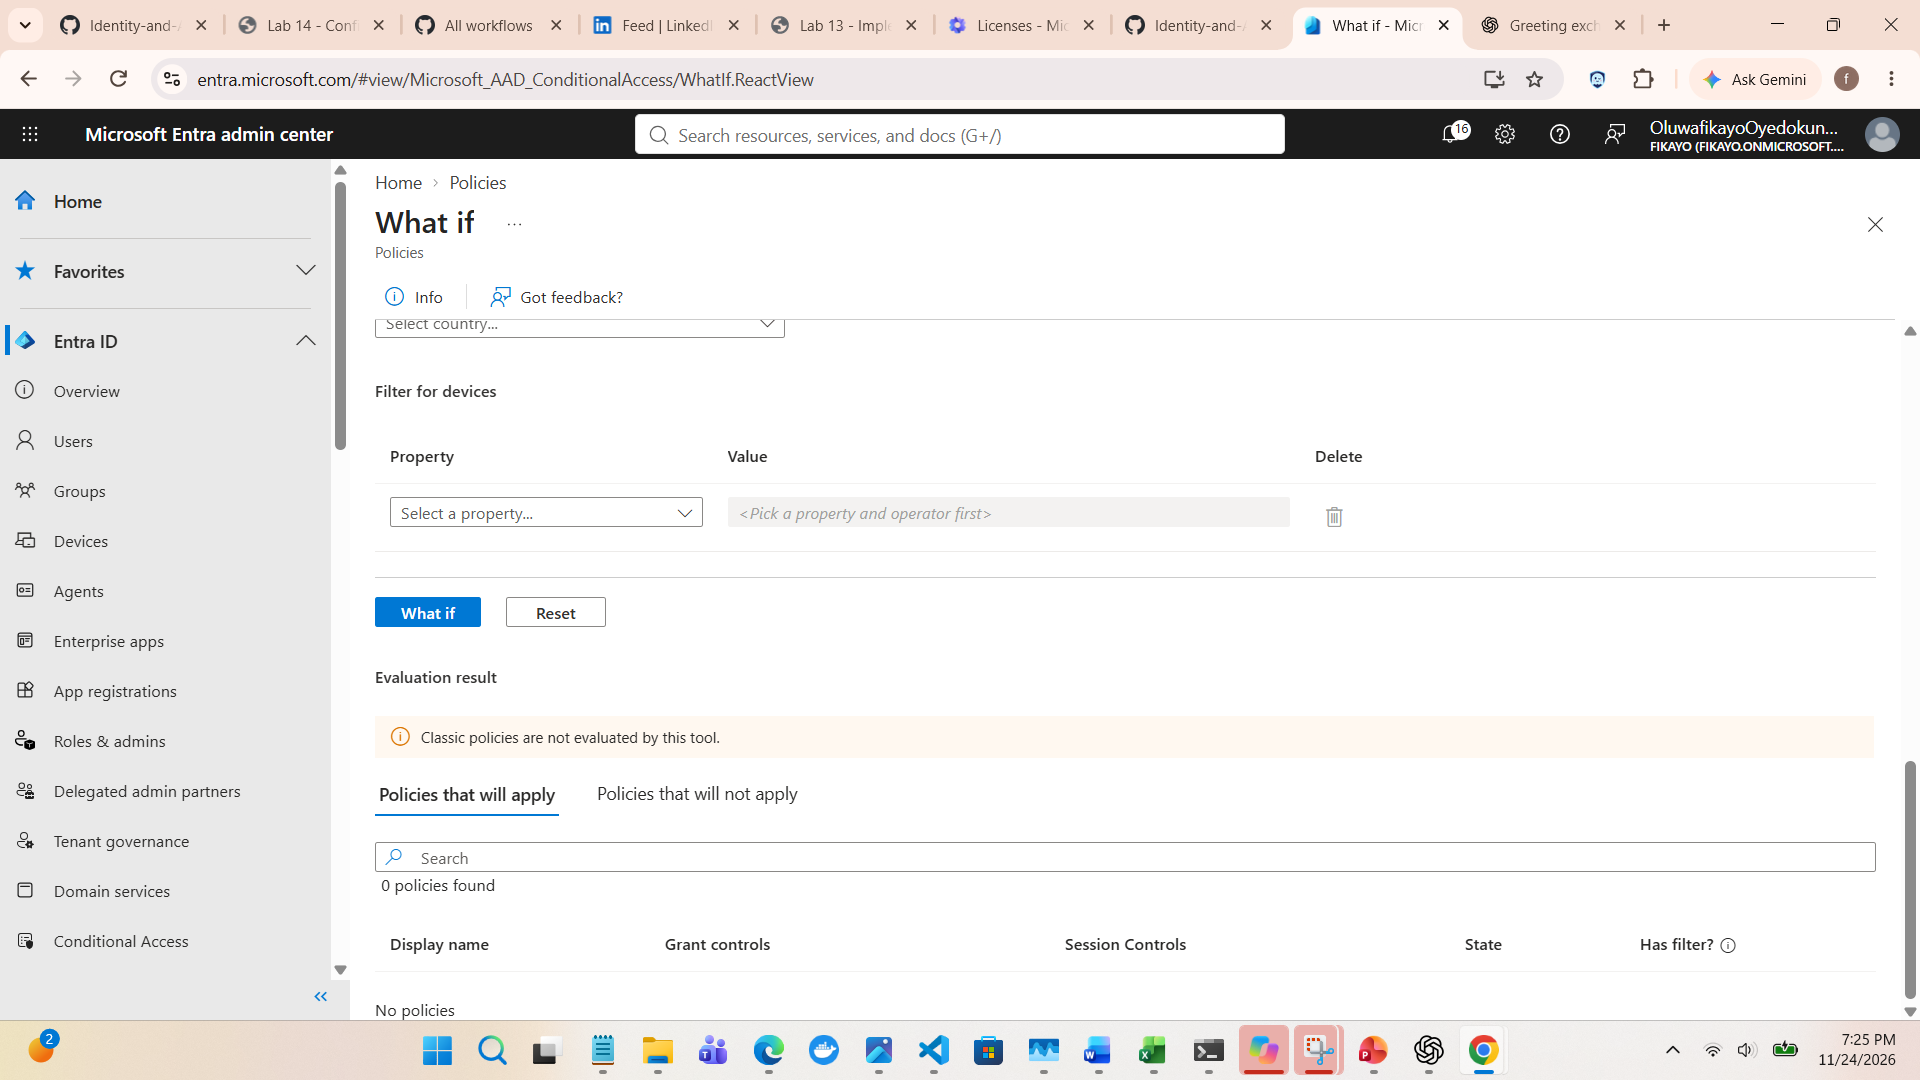 Identity-and-A
Lab 14 - Conf
All workflows
Feed | LinkedI
Lab 13 - Imple
Licenses - Mic
Identity-and-A
What if - Micr
Greeting exch
entra.microsoft.com/#view/Microsoft_AAD_ConditionalAccess/WhatIf.ReactView
Ask Gemini
f
Microsoft Entra admin center
Search resources, services, and docs (G+/)
16
OluwafikayoOyedokun...
FIKAYO (FIKAYO.ONMICROSOFT....
Home
Favorites
Entra ID
Overview
Users
Groups
Devices
Agents
Enterprise apps
App registrations
Roles & admins
Delegated admin partners
Tenant governance
Domain services
Conditional Access
Home > Policies
What if ...
Policies
Info
Got feedback?
Select country...
Filter for devices
Property Value Delete
Select a property... <Pick a property and operator first>
What if Reset
Evaluation result
Classic policies are not evaluated by this tool.
Policies that will apply Policies that will not apply
Search
0 policies found
Display name Grant controls Session Controls State Has filter?
No policies
2
7:25 PM
11/24/2026